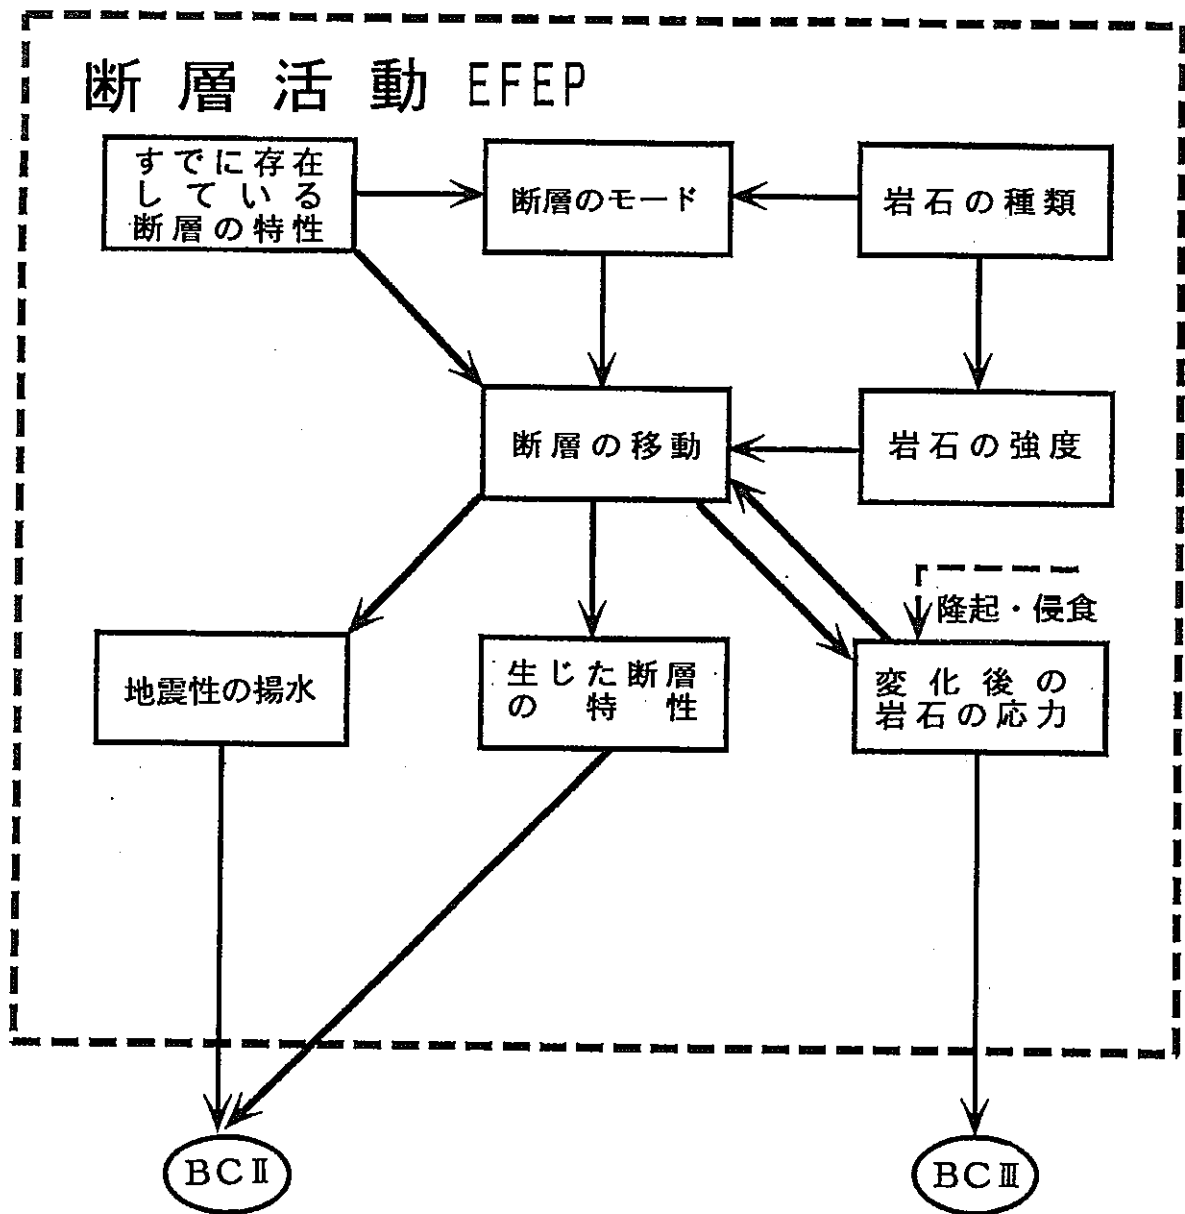 断層活動 EFEP
すでに存在
している
断層の特性
断層のモード
岩石の種類
断層の移動
岩石の強度
隆起・侵食
地震性の揚水
生じた断層
の特性
変化後の
岩石の応力
BCⅡ
BCⅢ